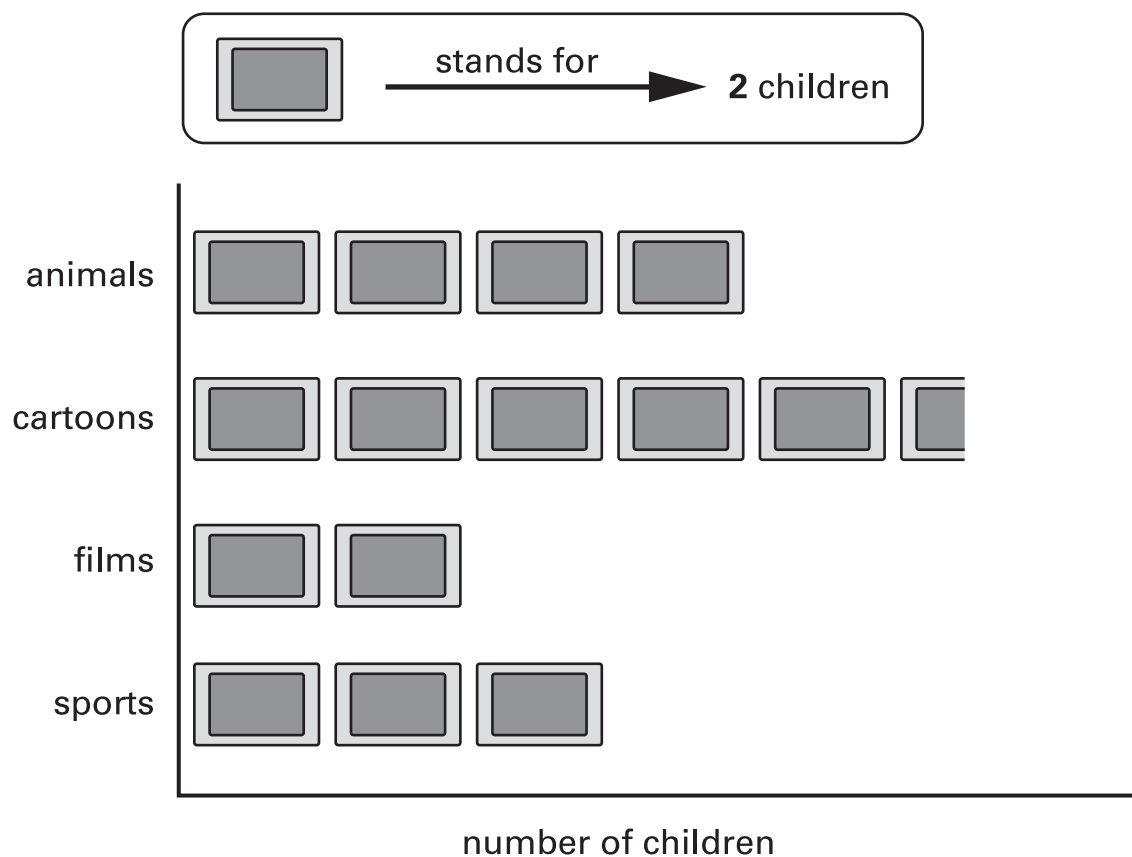 stands for
2 children
animals
cartoons
films
sports
number of children